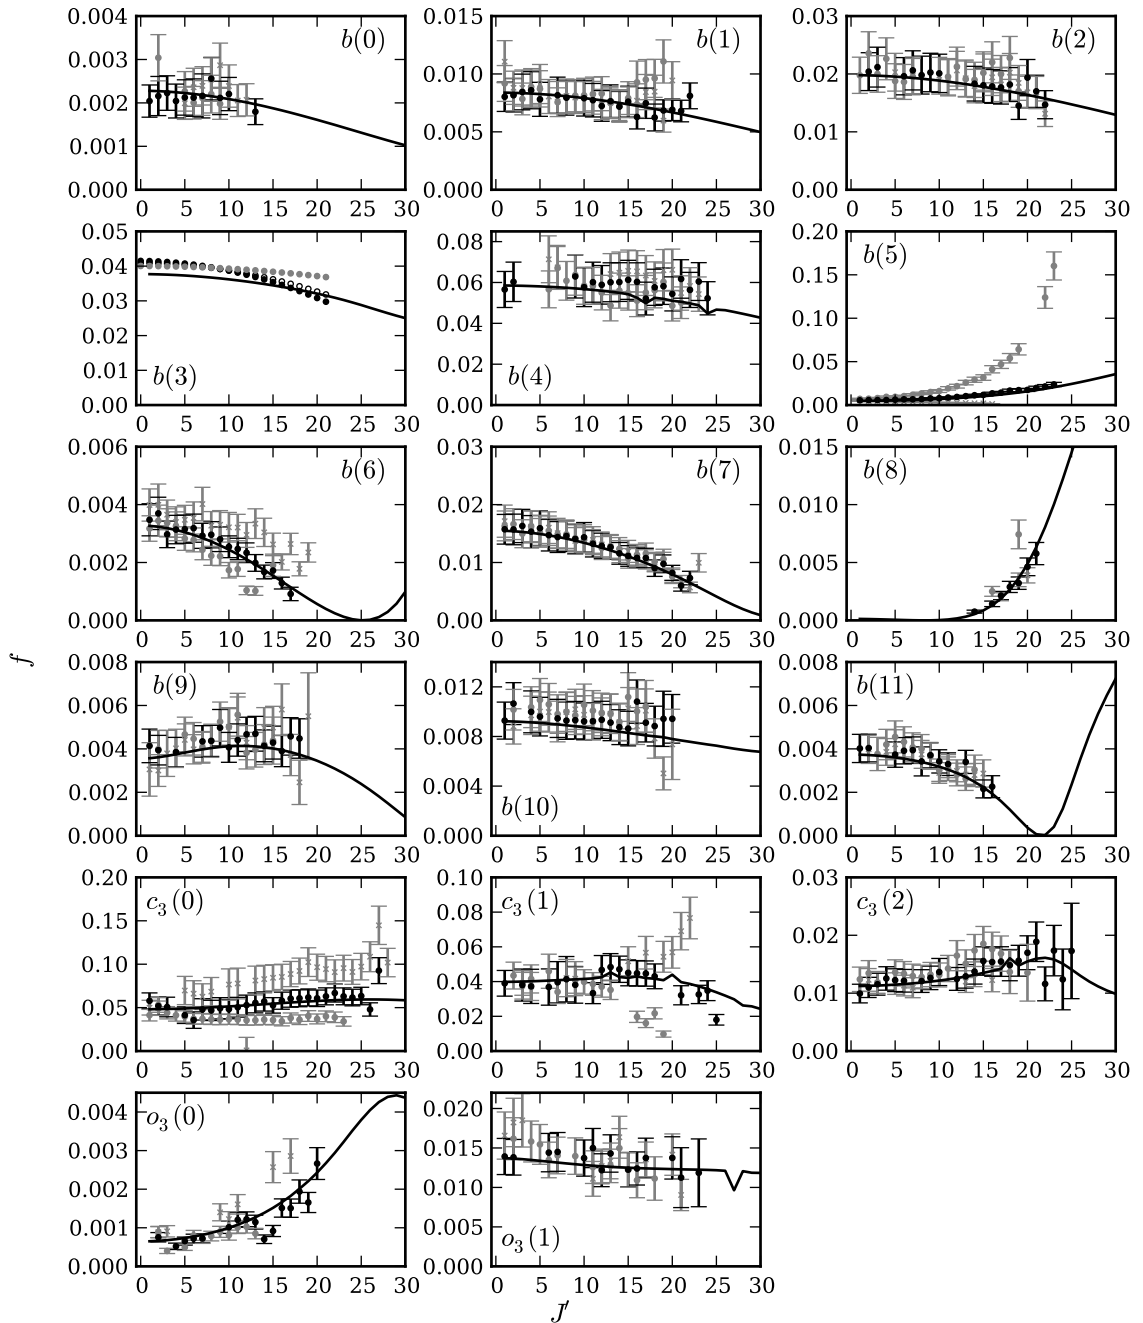 0.004 0.003 0.002 0.001 0.000 b(0) 0 5 10 15 20 25 30
0.015 0.010 0.005 0.000 b(1) 0 5 10 15 20 25 30
0.03 0.02 0.01 0.00 b(2) 0 5 10 15 20 25 30
0.05 0.04 0.03 0.02 0.01 0.00 b(3) 0 5 10 15 20 25 30
0.08 0.06 0.04 0.02 0.00 b(4) 0 5 10 15 20 25 30
0.20 0.15 0.10 0.05 0.00 b(5) 0 5 10 15 20 25 30
0.006 0.004 0.002 0.000 b(6) 0 5 10 15 20 25 30
0.03 0.02 0.01 0.00 b(7) 0 5 10 15 20 25 30
0.015 0.010 0.005 0.000 b(8) 0 5 10 15 20 25 30
f
0.008 0.006 0.004 0.002 0.000 b(9) 0 5 10 15 20 25 30
0.012 0.008 0.004 0.000 b(10) 0 5 10 15 20 25 30
0.008 0.006 0.004 0.002 0.000 b(11) 0 5 10 15 20 25 30
0.20 0.15 0.10 0.05 0.00 c₃(0) 0 5 10 15 20 25 30
0.10 0.08 0.06 0.04 0.02 0.00 c₃(1) 0 5 10 15 20 25 30
0.03 0.02 0.01 0.00 c₃(2) 0 5 10 15 20 25 30
0.004 0.003 0.002 0.001 0.000 o₃(0) 0 5 10 15 20 25 30
0.020 0.015 0.010 0.005 0.000 o₃(1) 0 5 10 15 20 25 30
J′